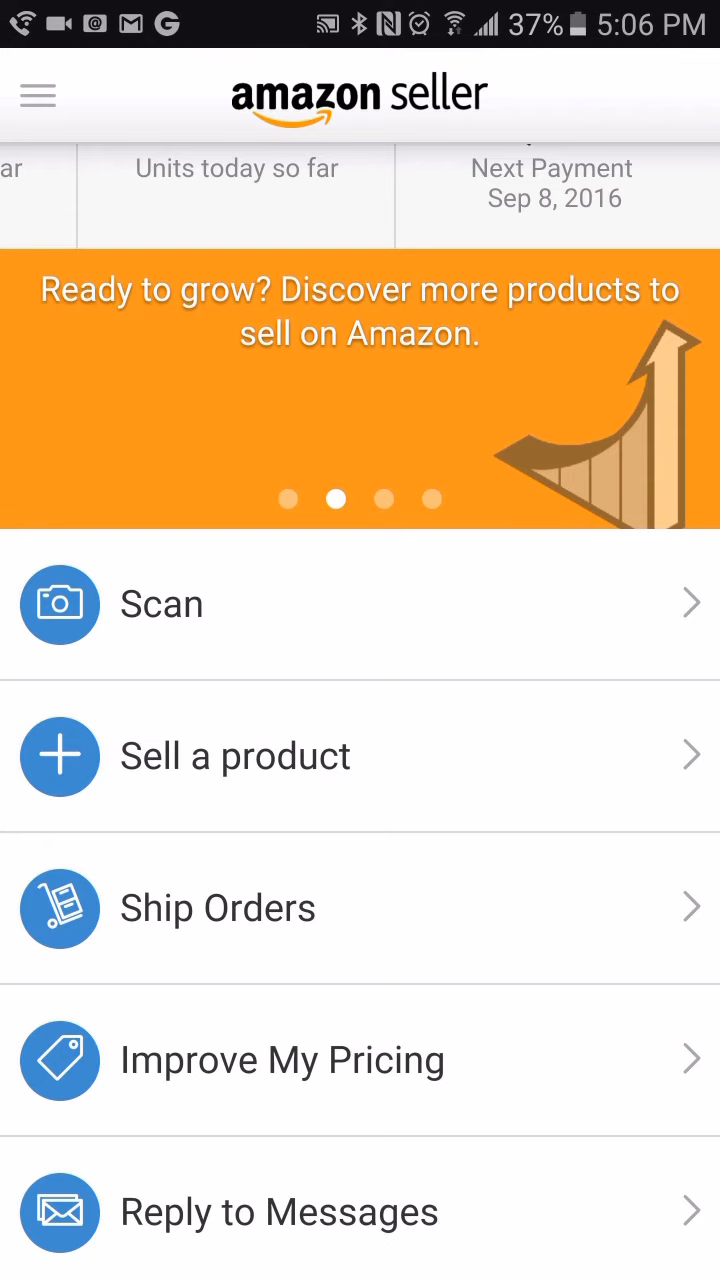 37% 5:06 PM
amazon seller
ar
Units today so far
Next Payment
Sep 8, 2016
Ready to grow? Discover more products to
sell on Amazon.
Scan
Sell a product
Ship Orders
Improve My Pricing
Reply to Messages